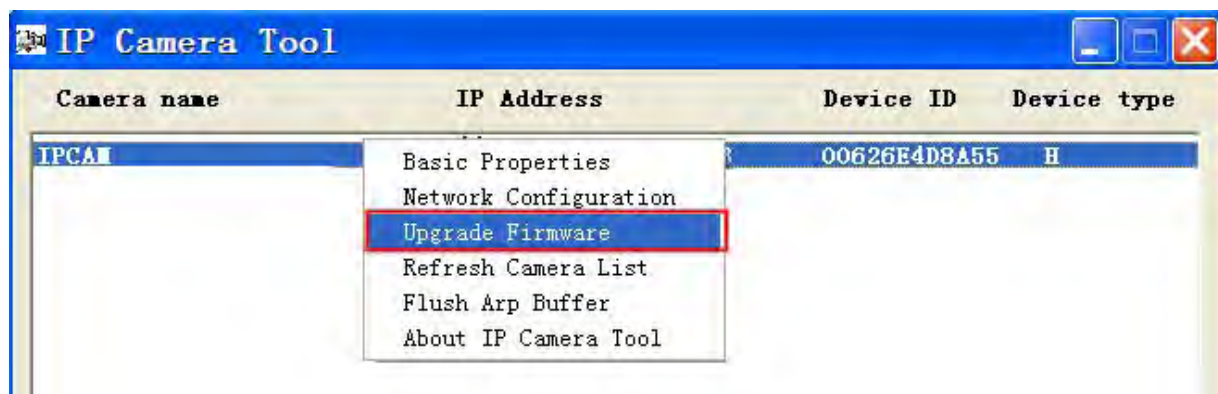 IP Camera Tool
Camera name IP Address Device ID Device type
IPCAM 00626E4D8A55 H
Basic Properties
Network Configuration
Upgrade Firmware
Refresh Camera List
Flush Arp Buffer
About IP Camera Tool